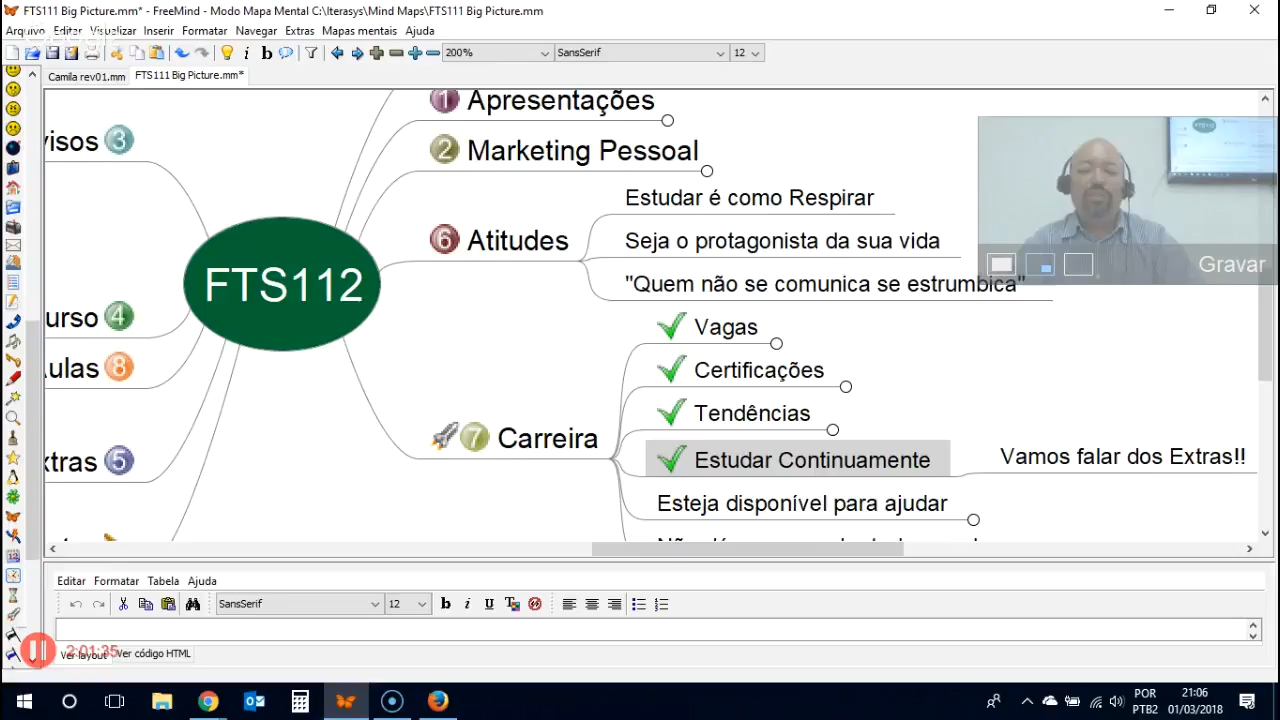 FTS111 Big Picture.mm* - FreeMind - Modo Mapa Mental C:\Iterasys\Mind Maps\FTS111 Big Picture.mm
Arquivo Editar Visualizar Inserir Formatar Navegar Extras Mapas mentais Ajuda
200% SansSerif 12
Camila rev01.mm FTS111 Big Picture.mm*
1 Apresentações
visos 3
2 Marketing Pessoal
Estudar é como Respirar
6 Atitudes
Seja o protagonista da sua vida
"Quem não se comunica se estrumbica"
Gravar
FTS112
urso 4
ulas 8
xtras 5
Vagas
Certificações
Tendências
7 Carreira
Estudar Continuamente
Vamos falar dos Extras!!
Esteja disponível para ajudar
Editar Formatar Tabela Ajuda
SansSerif 12
2:01:35
Ver layout Ver código HTML
POR
PTB2
21:06
01/03/2018